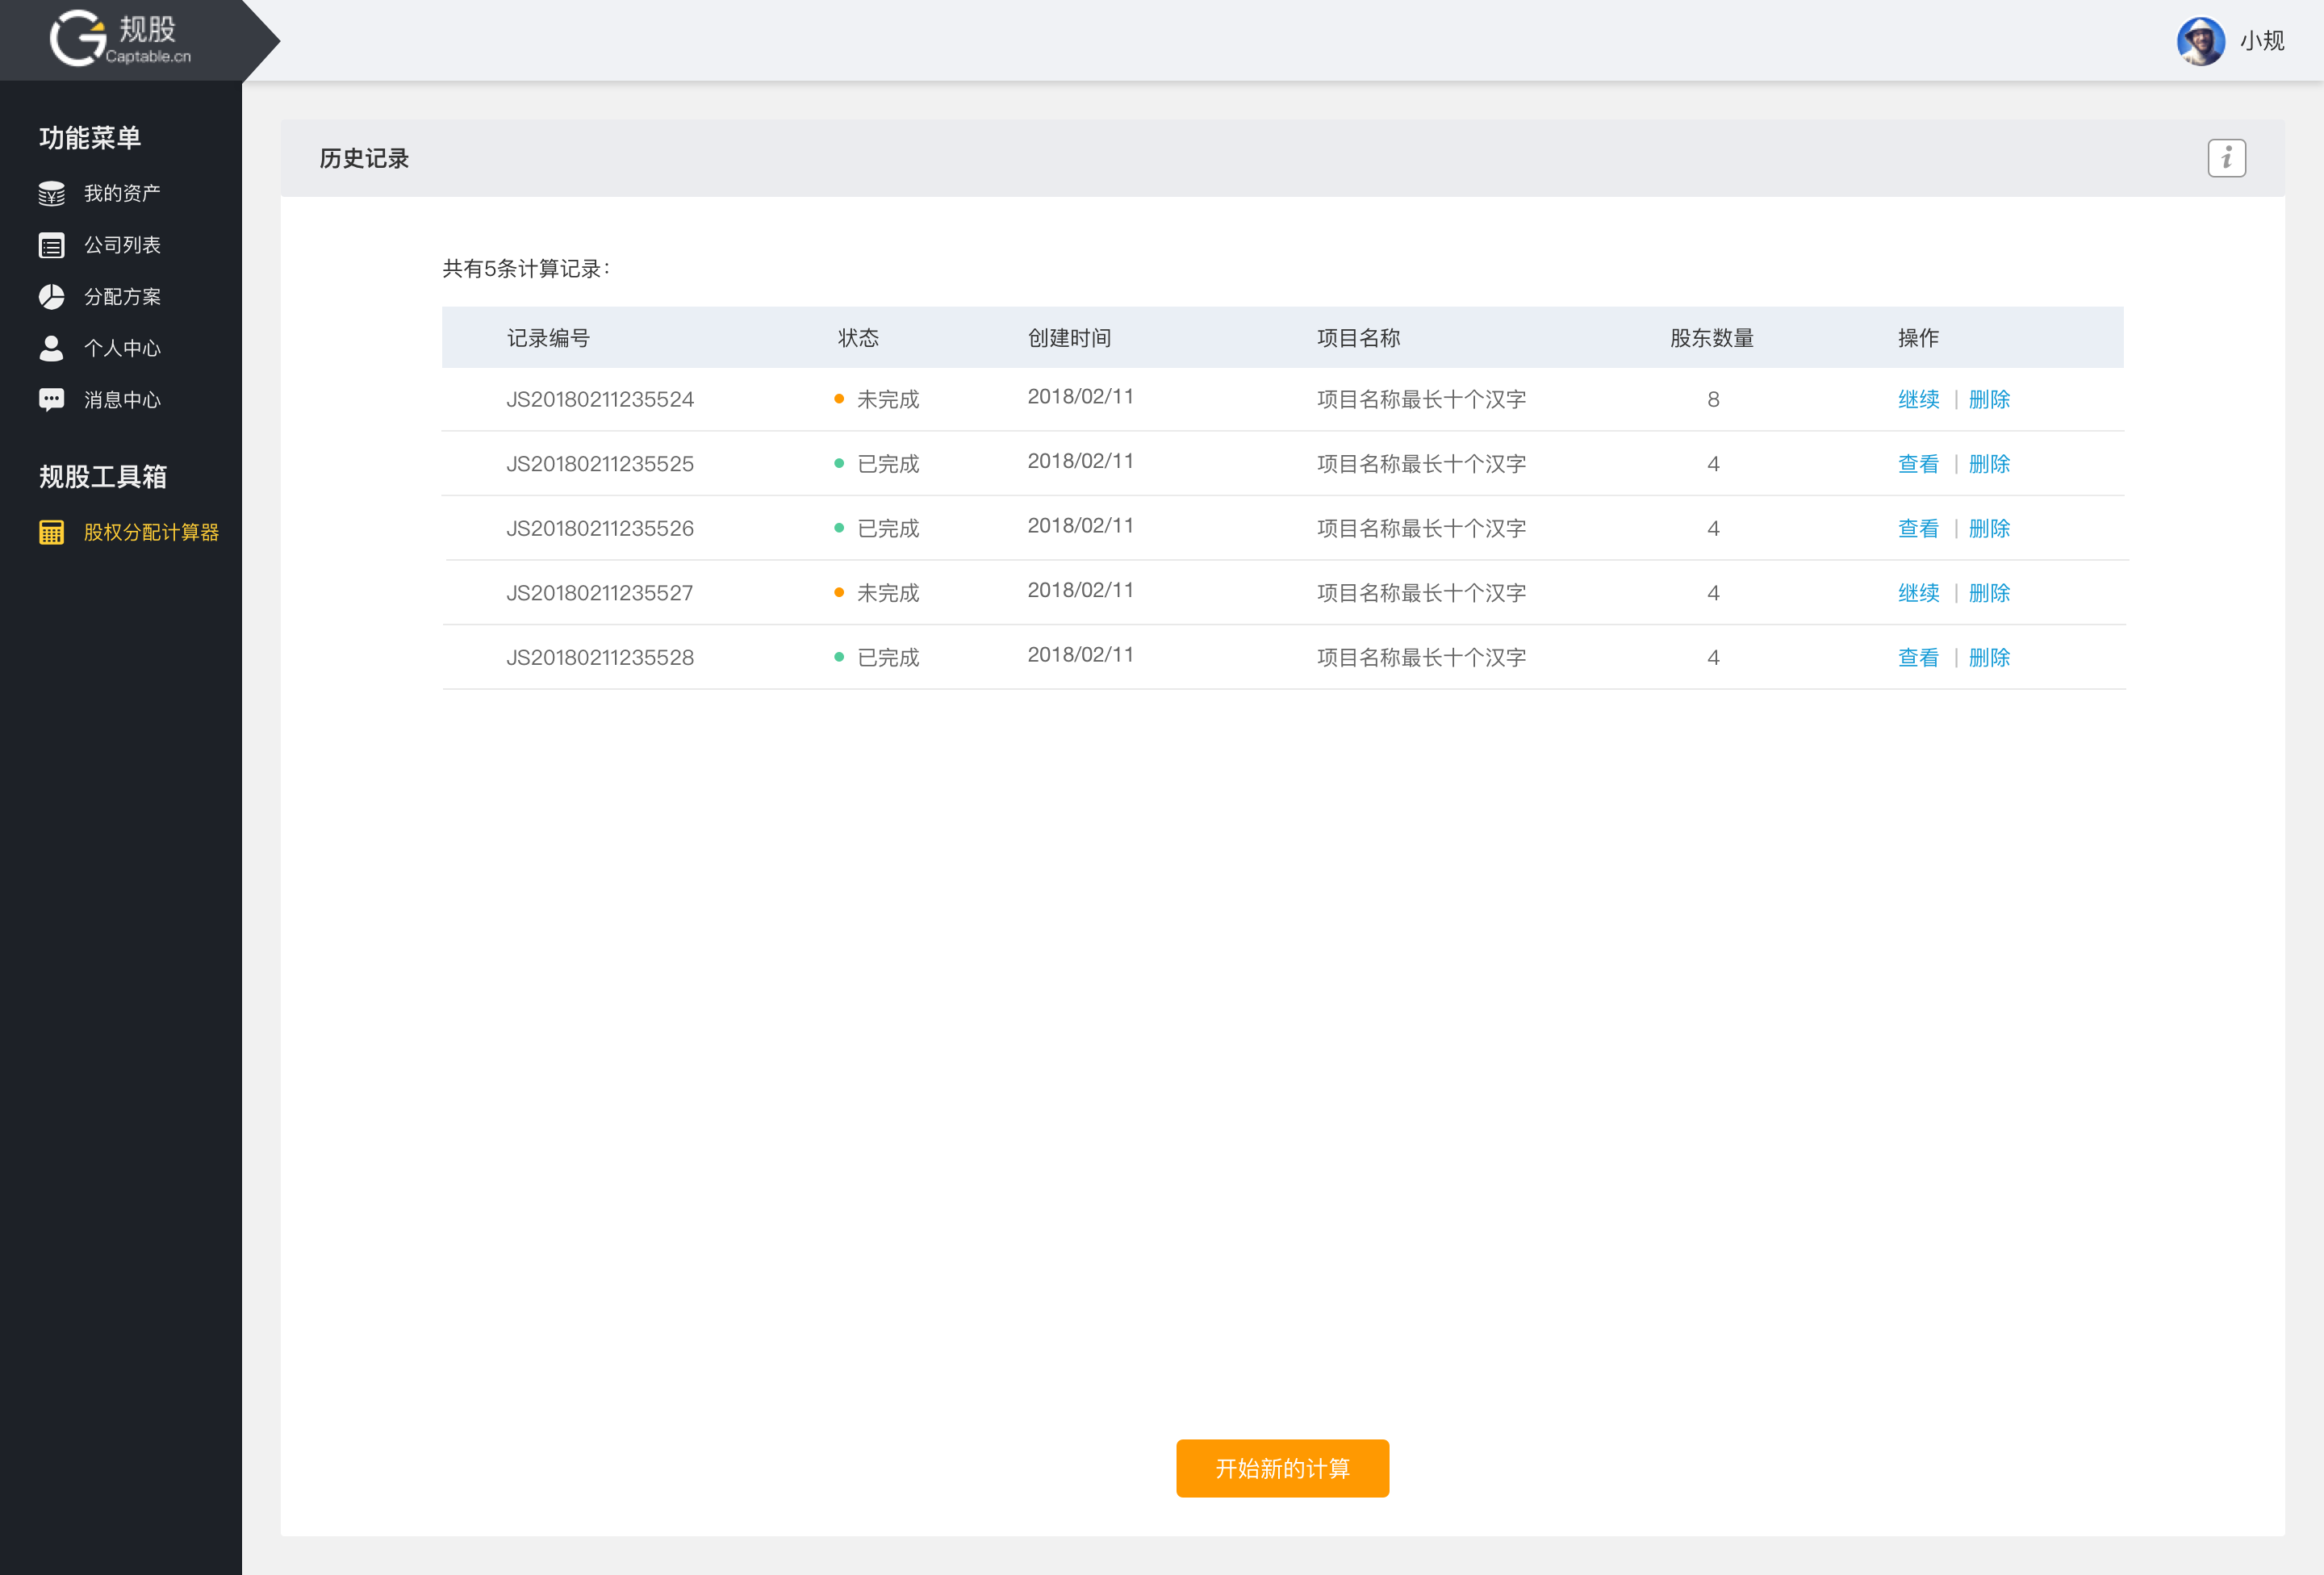 规股
Captable.cn
小规
功能菜单
我的资产
公司列表
分配方案
个人中心
消息中心
规股工具箱
股权分配计算器
历史记录
i
共有5条计算记录：
记录编号 状态 创建时间 项目名称 股东数量 操作
JS20180211235524 未完成 2018/02/11 项目名称最长十个汉字 8 继续 | 删除
JS20180211235525 已完成 2018/02/11 项目名称最长十个汉字 4 查看 | 删除
JS20180211235526 已完成 2018/02/11 项目名称最长十个汉字 4 查看 | 删除
JS20180211235527 未完成 2018/02/11 项目名称最长十个汉字 4 继续 | 删除
JS20180211235528 已完成 2018/02/11 项目名称最长十个汉字 4 查看 | 删除
开始新的计算